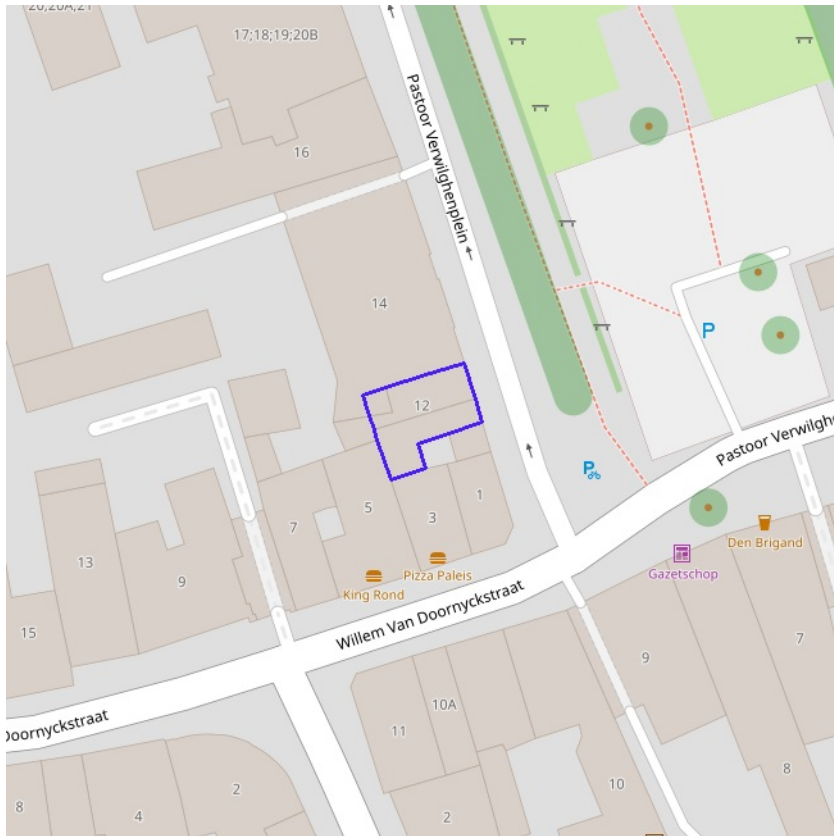 20;20A;21
17;18;19;20B
16
Pastoor Verwilghenplein
14
12
P
P
7
5
3
1
King Rond
Pizza Paleis
13
9
15
Willem Van Doornyckstraat
Doornyckstraat
Pastoor Verwilghe
Den Brigand
Gazetschop
7
9
10A
11
10
8
2
2
4
8